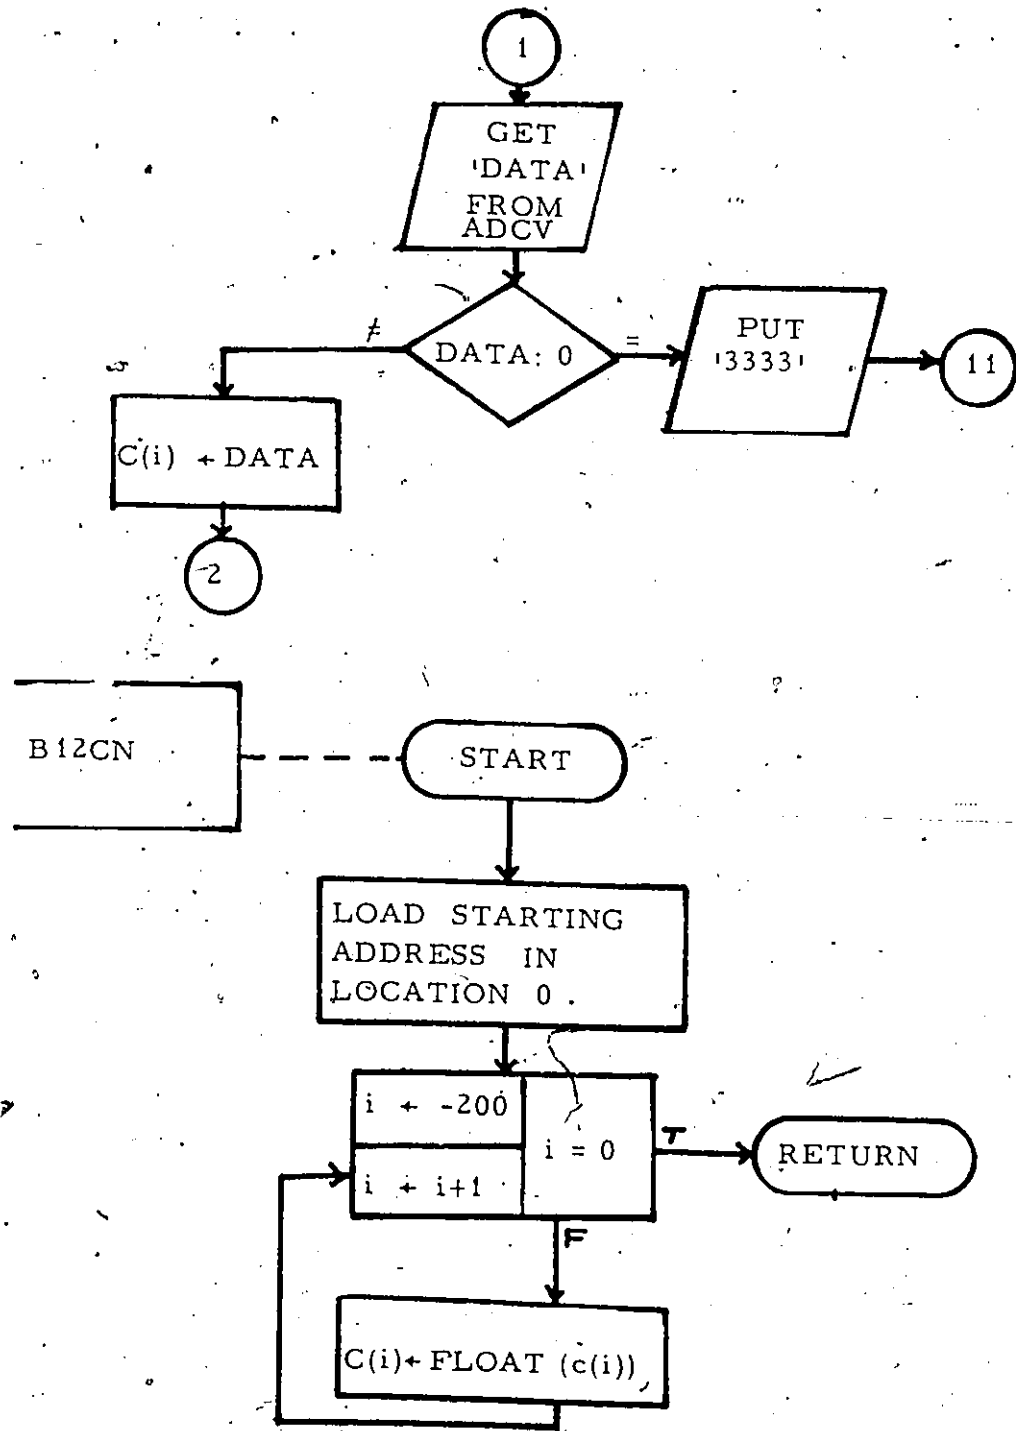 1
GET
'DATA'
FROM
ADCV
≠
DATA: 0
=
PUT
'3333'
11
C(i) ← DATA
2
B12CN
START
LOAD STARTING
ADDRESS IN
LOCATION 0 .
i ← -200
i = 0
T
RETURN
i ← i+1
F
C(i)← FLOAT (c(i))